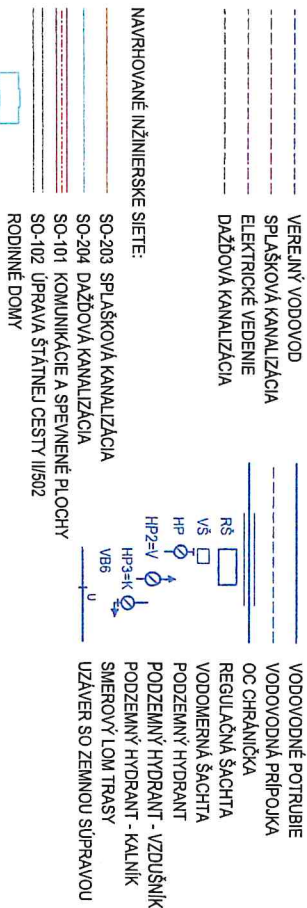 VEREJNÝ VODOVOD
SPLAŠKOVÁ KANALIZÁCIA
ELEKTRICKÉ VEDENIE
DAŽĎOVÁ KANALIZÁCIA
NAVRHOVANÉ INŽINIERSKE SIETE:
SO-203 SPLAŠKOVÁ KANALIZÁCIA
SO-204 DAŽĎOVÁ KANALIZÁCIA
SO-101 KOMUNIKÁCIE A SPEVNENÉ PLOCHY
SO-102 ÚPRAVA ŠTÁTNEJ CESTY II/502
RODINNÉ DOMY
VODOVODNÉ POTRUBIE
VODOVODNÁ PRÍPOJKA
OC CHRÁNIČKA
RŠ REGULAČNÁ ŠACHTA
VŠ VODOMERNÁ ŠACHTA
HP PODZEMNÝ HYDRANT
HP2=V PODZEMNÝ HYDRANT - VZDUŠNÍK
HP3=K PODZEMNÝ HYDRANT - KALNÍK
VB6 SMEROVÝ LOM TRASY
U UZÁVER SO ZEMNOU SÚPRAVOU